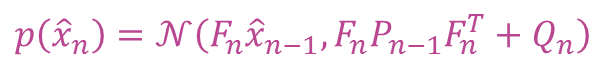 p(x̂ₙ) = 𝒩(Fₙx̂ₙ₋₁, FₙPₙ₋₁Fₙᵀ + Qₙ)